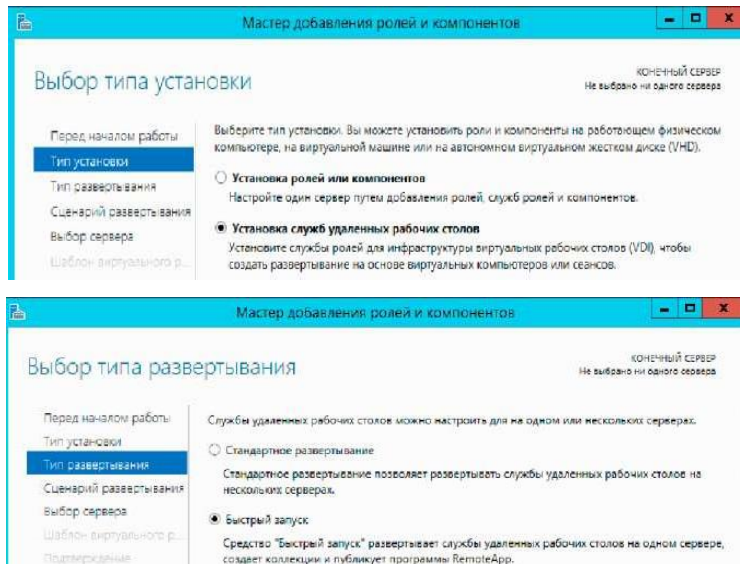 Мастер добавления ролей и компонентов
Выбор типа установки
КОНЕЧНЫЙ СЕРВЕР
Не выбрано ни одного сервера
Перед началом работы
Тип установки
Тип развертывания
Сценарий развертывания
Выбор сервера
Шаблон виртуального р...
Выберите тип установки. Вы можете установить роли и компоненты на работающем физическом
компьютере, на виртуальной машине или на автономном виртуальном жестком диске (VHD).
Установка ролей или компонентов
Настройте один сервер путем добавления ролей, служб ролей и компонентов.
Установка служб удаленных рабочих столов
Установите службы ролей для инфраструктуры виртуальных рабочих столов (VDI), чтобы
создать развертывание на основе виртуальных компьютеров или сеансов.
Мастер добавления ролей и компонентов
Выбор типа развертывания
КОНЕЧНЫЙ СЕРВЕР
Не выбрано ни одного сервера
Перед началом работы
Тип установки
Тип развертывания
Сценарий развертывания
Выбор сервера
Шаблон виртуального р...
Подтверждение
Службы удаленных рабочих столов можно настроить для на одном или нескольких серверах.
Стандартное развертывание
Стандартное развертывание позволяет развертывать службы удаленных рабочих столов на
нескольких серверах.
Быстрый запуск
Средство "Быстрый запуск" развертывает службы удаленных рабочих столов на одном сервере,
создает коллекции и публикует программы RemoteApp.